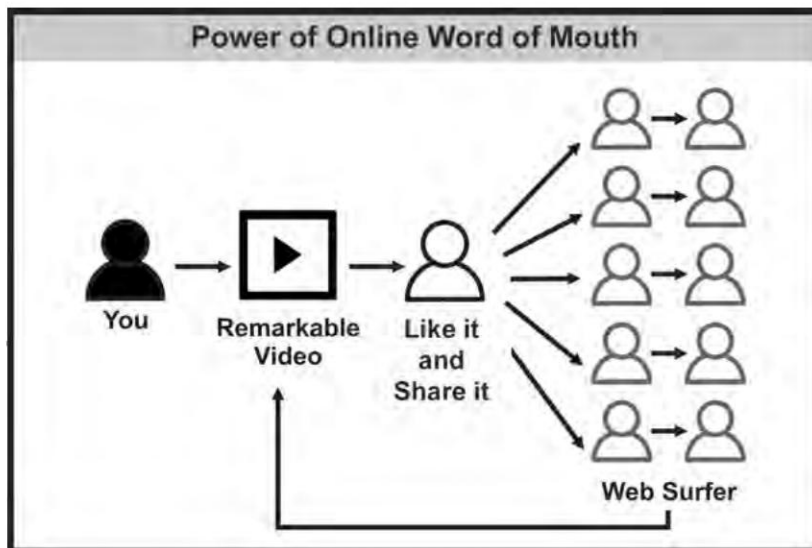 Power of Online Word of Mouth
You
Remarkable
Video
Like it
and
Share it
Web Surfer